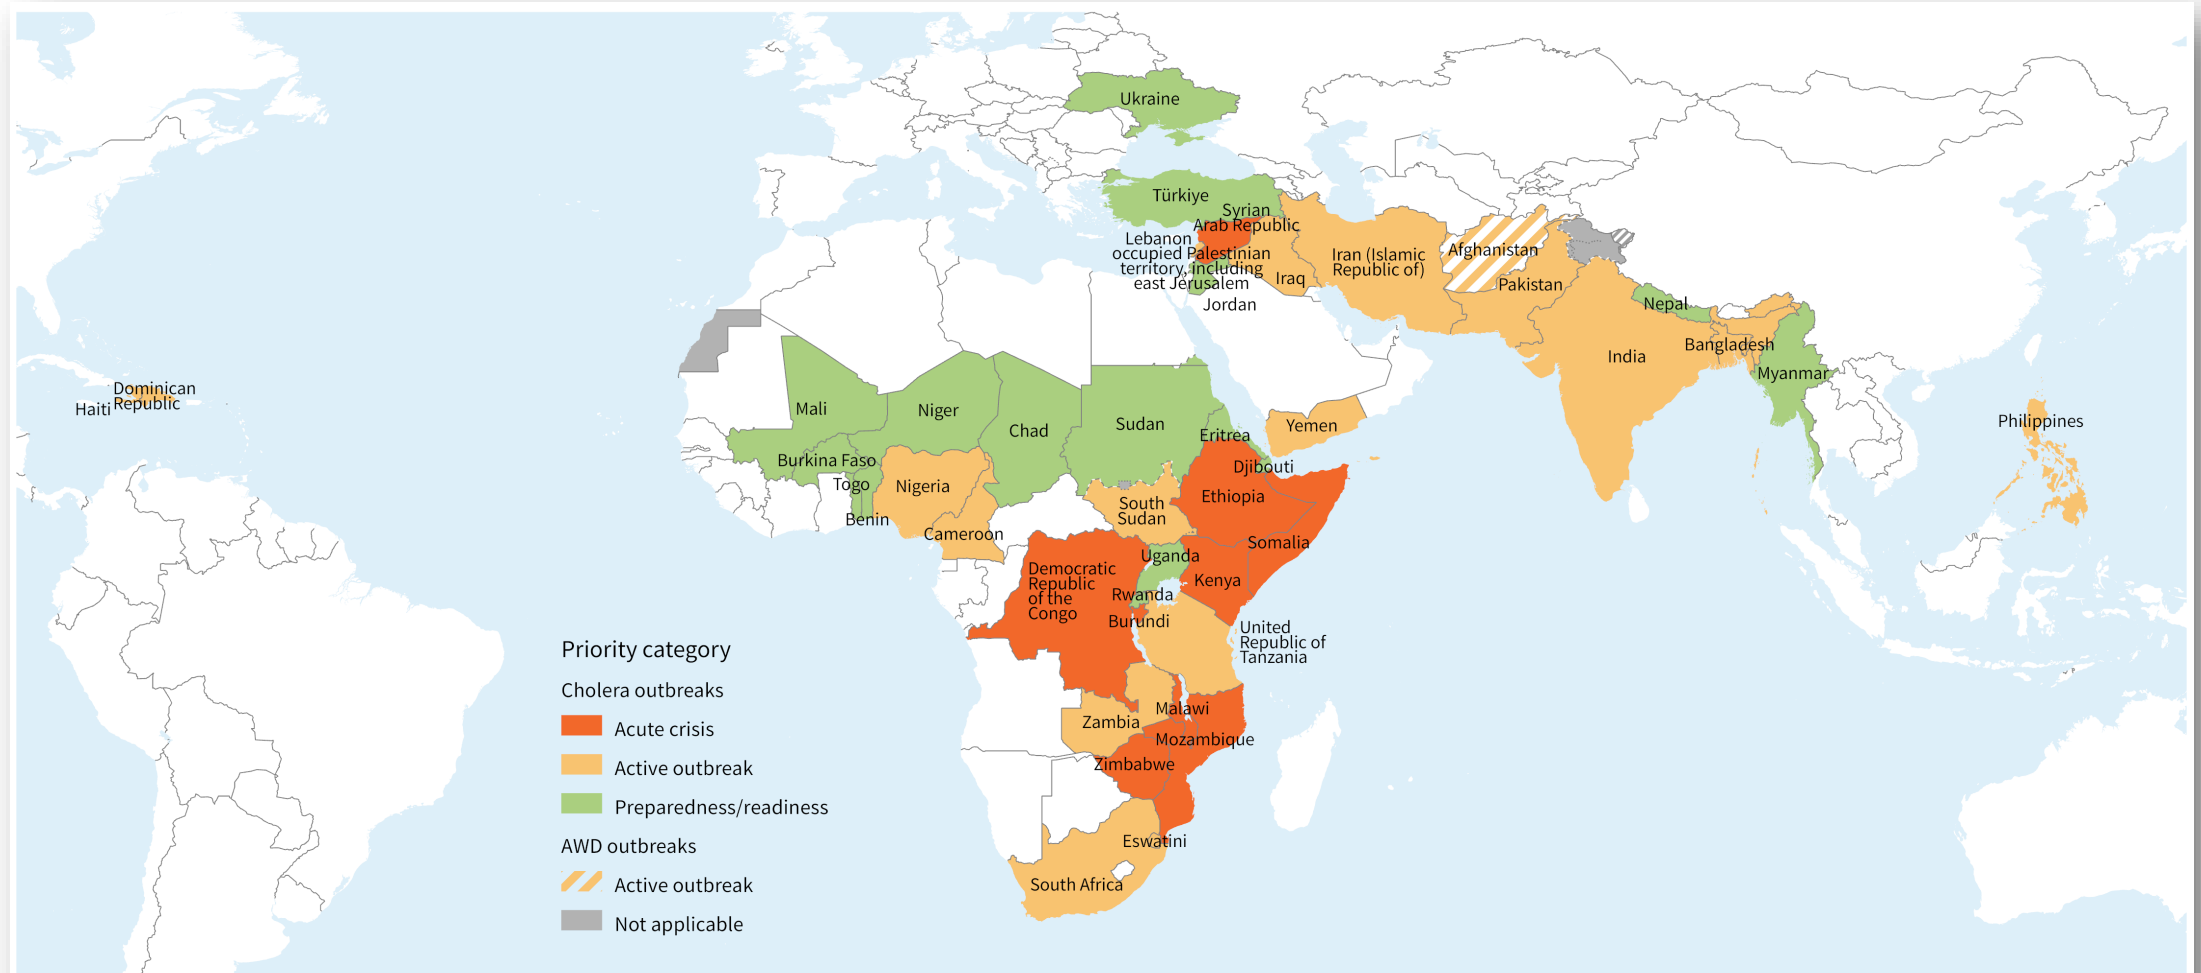 Ukraine
Türkiye
Syrian
Arab Republic
Lebanon
occupied Palestinian
territory, including
east Jerusalem
Jordan
Iraq
Iran (Islamic
Republic of)
Afghanistan
Pakistan
Nepal
India
Bangladesh
Myanmar
Philippines
Dominican
Republic
Haiti
Mali
Niger
Chad
Sudan
Eritrea
Yemen
Burkina Faso
Togo
Benin
Nigeria
Cameroon
South
Sudan
Djibouti
Ethiopia
Somalia
Uganda
Kenya
Democratic
Republic
of the
Congo
Rwanda
Burundi
United
Republic of
Tanzania
Malawi
Zambia
Mozambique
Zimbabwe
Eswatini
South Africa
Priority category
Cholera outbreaks
Acute crisis
Active outbreak
Preparedness/readiness
AWD outbreaks
Active outbreak
Not applicable